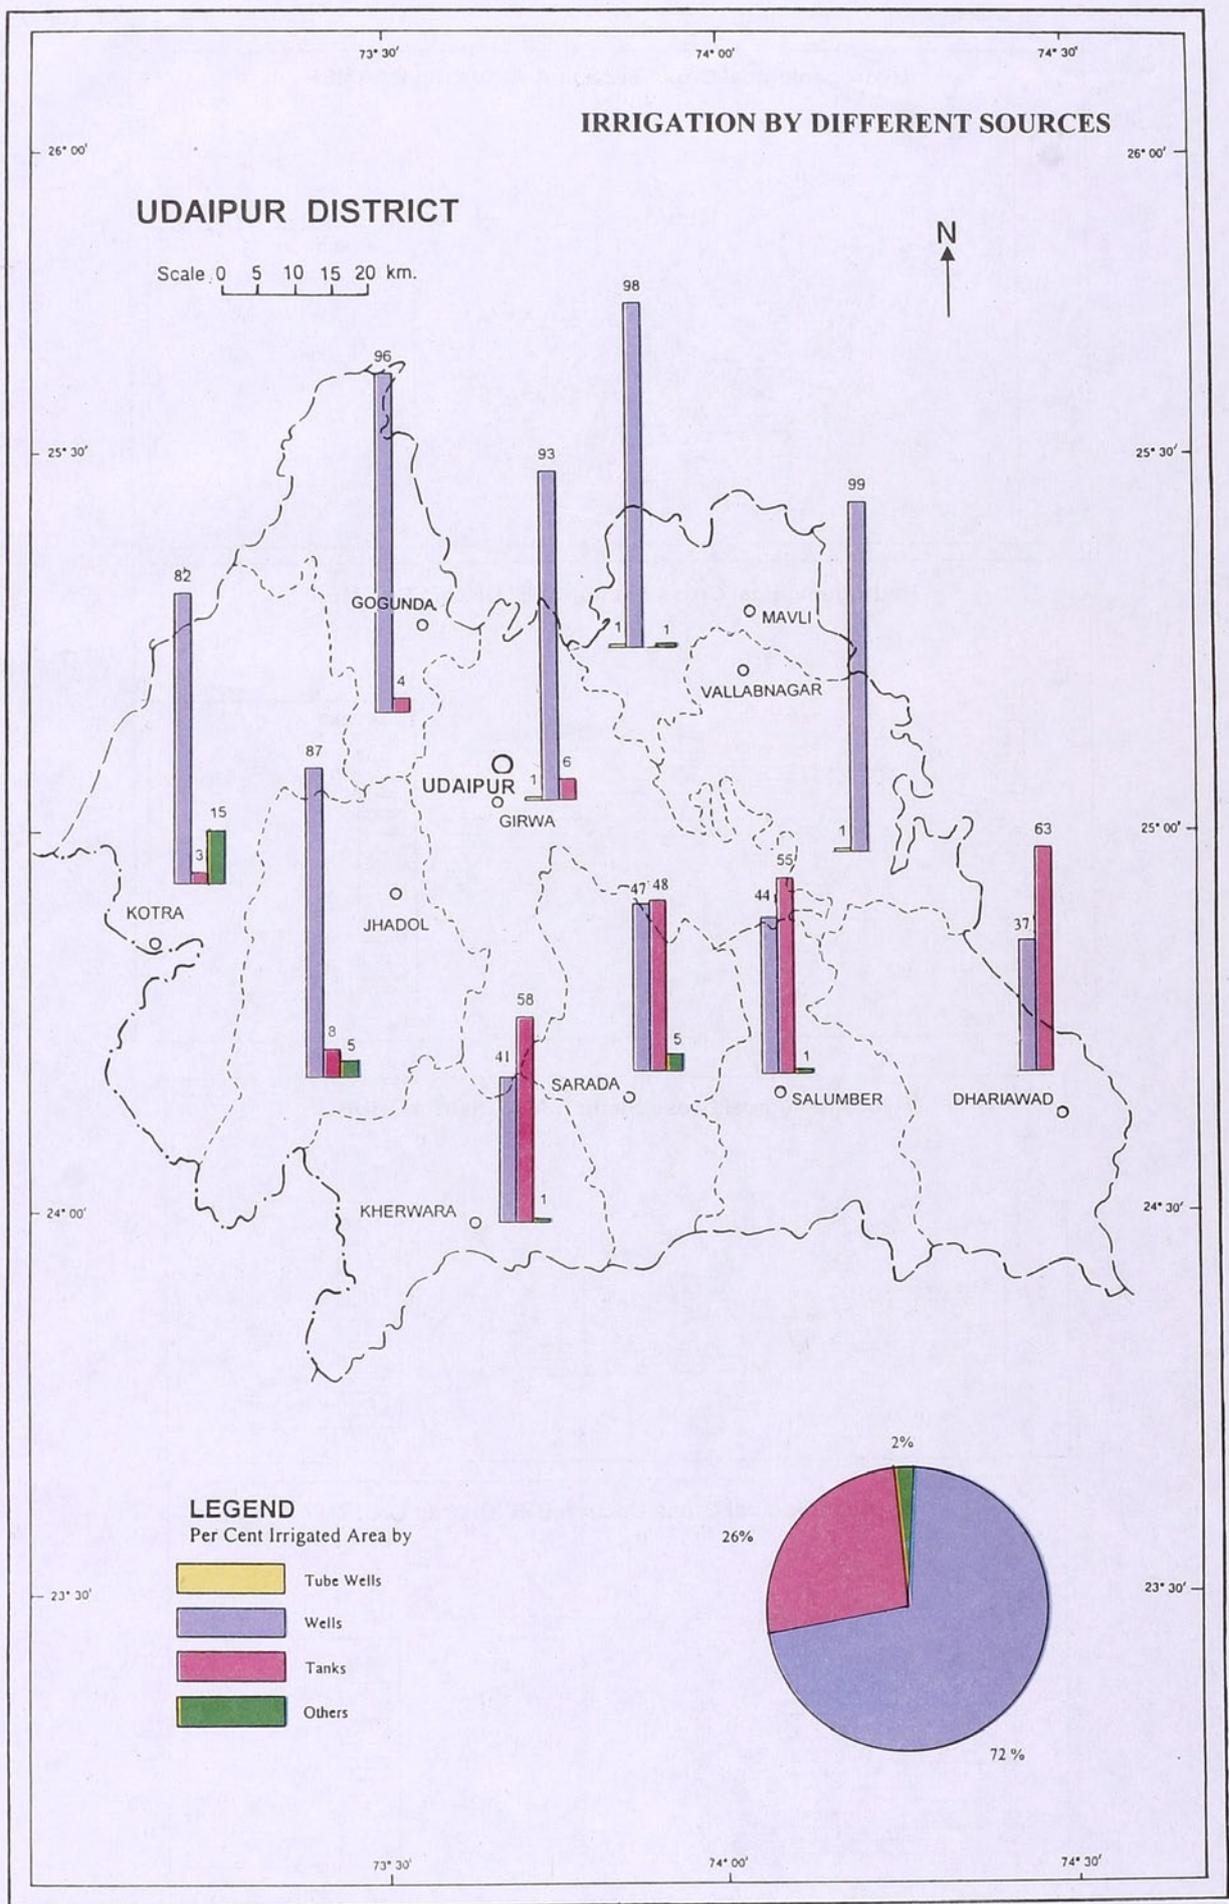 73° 30′ 74° 00′ 74° 30′
IRRIGATION BY DIFFERENT SOURCES
26° 00′ 26° 00′
UDAIPUR DISTRICT
N
Scale 0 5 10 15 20 km.
98
96
25° 30′ 93 25° 30′
99
82
GOGUNDA
1 1 MAVLI
4 VALLABNAGAR
87
UDAIPUR 1 6
GIRWA
15 1 25° 00′
3 55 63
KOTRA 47 48 44
JHADOL 37
58
8 5 41 5 1
SARADA SALUMBER DHARIAWAD
KHERWARA 1
24° 00′ 24° 30′
2%
LEGEND
Per Cent Irrigated Area by
26%
Tube Wells
23° 30′ 23° 30′
Wells
Tanks
Others
72 %
73° 30′ 74° 00′ 74° 30′